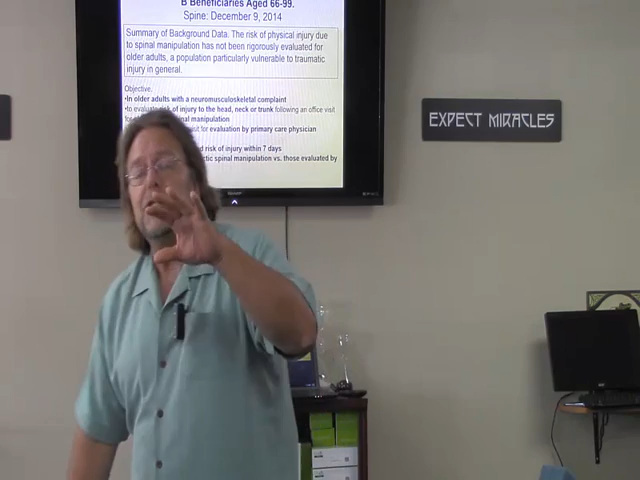 B Beneficiaries Aged 66-99.
Spine: December 9, 2014
Summary of Background Data. The risk of physical injury due
to spinal manipulation has not been rigorously evaluated for
older adults, a population particularly vulnerable to traumatic
injury in general.
Objective.
•In older adults with a neuromusculoskeletal complaint
•to evaluate risk of injury to the head, neck or trunk following an office visit
for spinal manipulation
visit for evaluation by primary care physician
risk of injury within 7 days
spinal manipulation vs. those evaluated by
EXPECT MIRACLES
SHARP